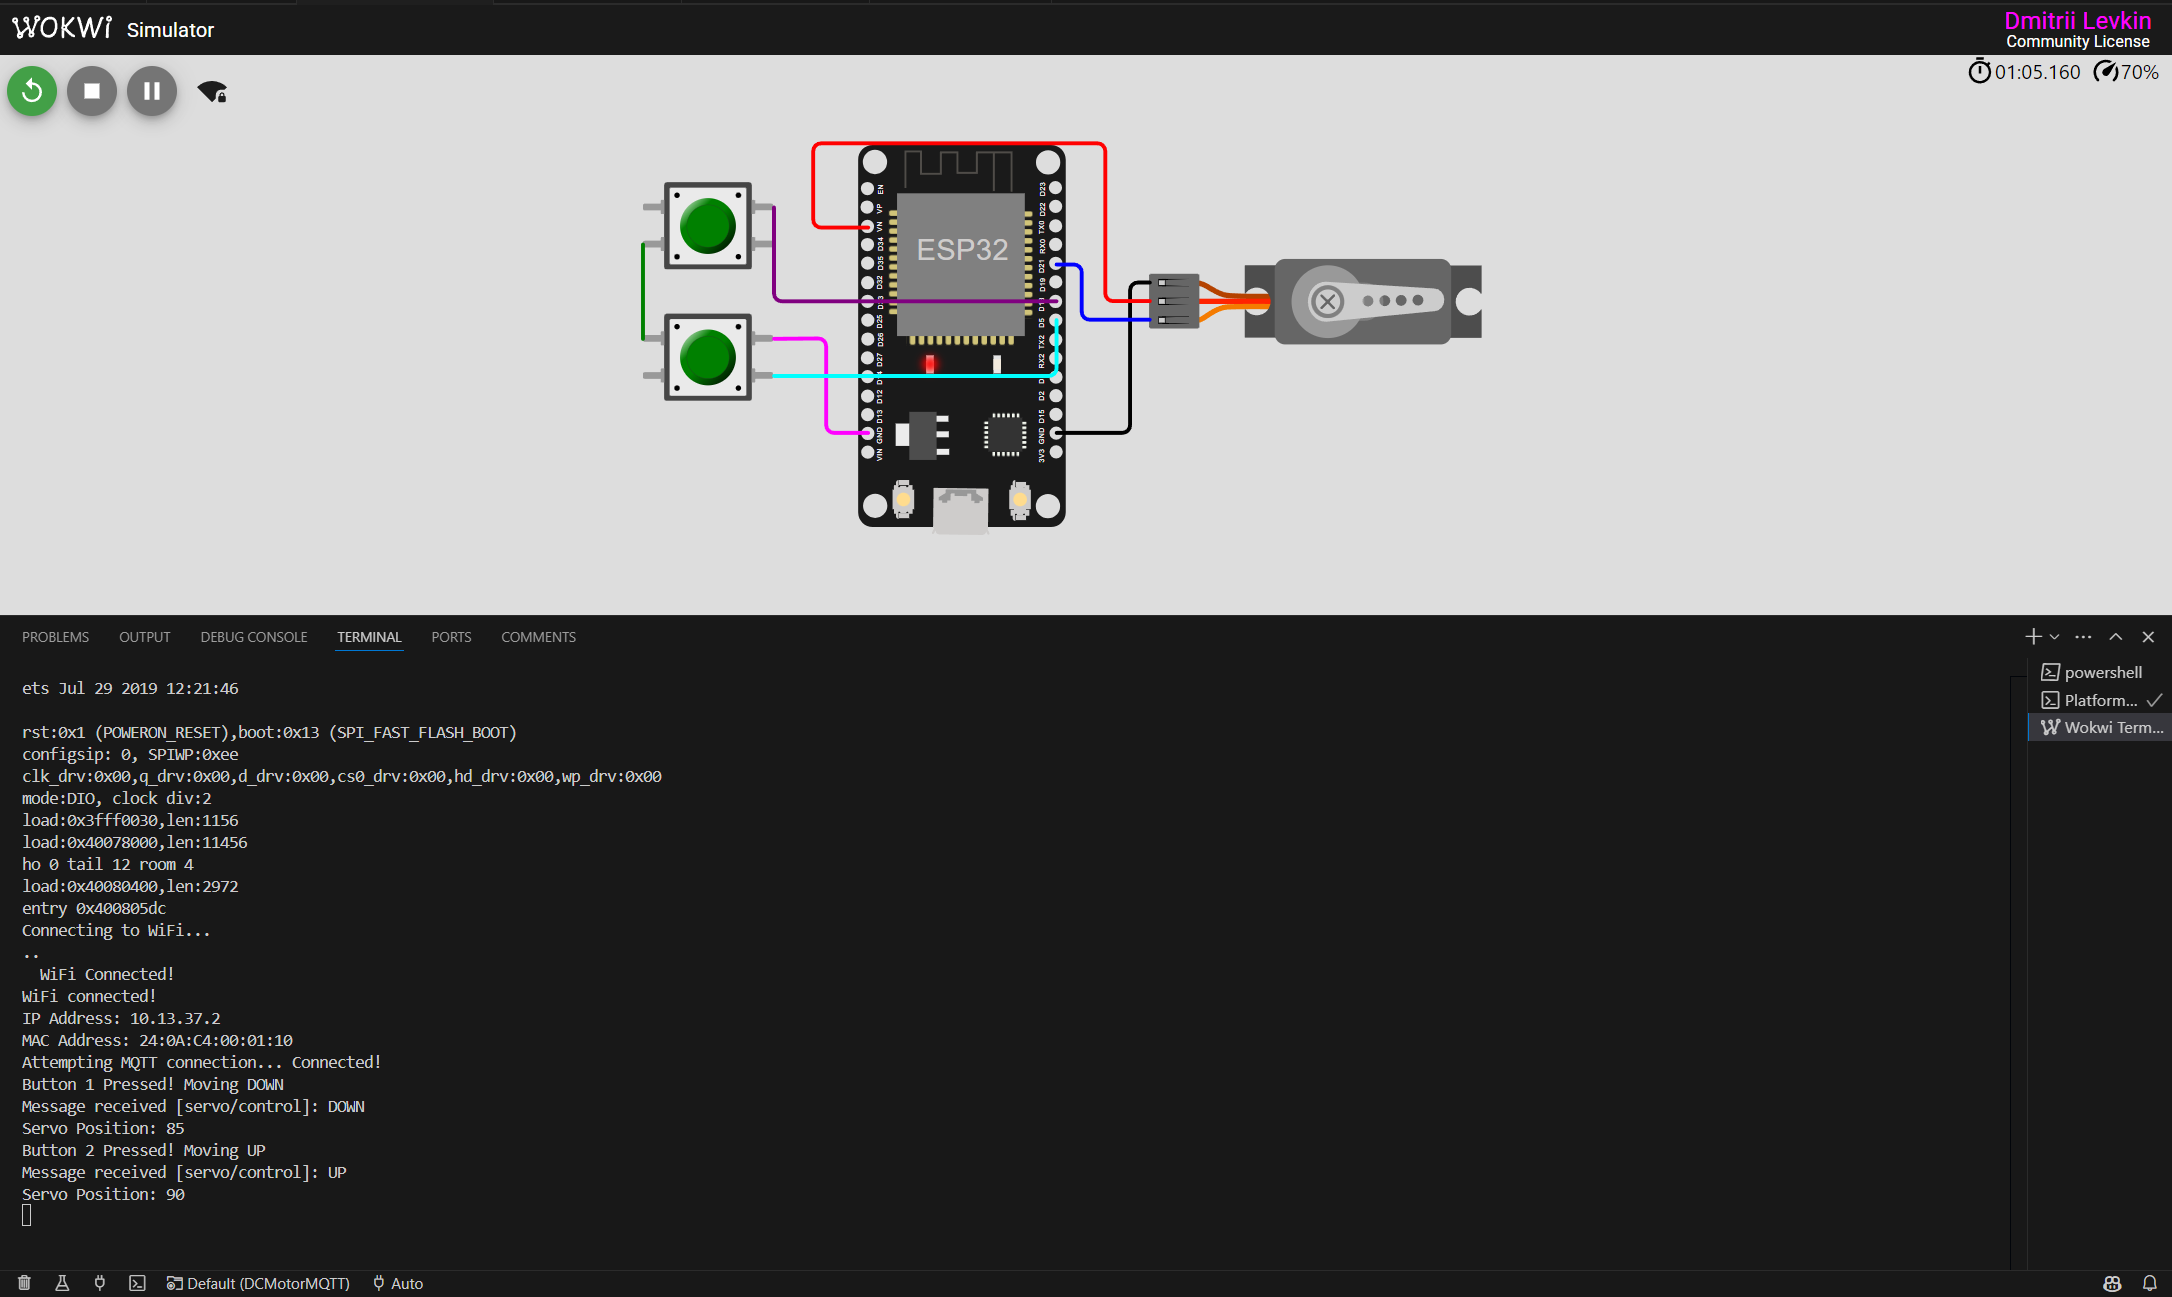 WOKWi Simulator
Dmitrii Levkin
Community License
01:05.160 70%
EN
VP
VN
D34
D35
D32
D25
D26
D27
D12
D13
GND
VIN
ESP32
D23
D22
TX0
RX0
D21
D19
D5
TX2
RX2
D2
D15
GND
3V3
PROBLEMS OUTPUT DEBUG CONSOLE TERMINAL PORTS COMMENTS
powershell
Platform...
Wokwi Term...
ets Jul 29 2019 12:21:46
rst:0x1 (POWERON_RESET),boot:0x13 (SPI_FAST_FLASH_BOOT)
configsip: 0, SPIWP:0xee
clk_drv:0x00,q_drv:0x00,d_drv:0x00,cs0_drv:0x00,hd_drv:0x00,wp_drv:0x00
mode:DIO, clock div:2
load:0x3fff0030,len:1156
load:0x40078000,len:11456
ho 0 tail 12 room 4
load:0x40080400,len:2972
entry 0x400805dc
Connecting to WiFi...
..
WiFi Connected!
WiFi connected!
IP Address: 10.13.37.2
MAC Address: 24:0A:C4:00:01:10
Attempting MQTT connection... Connected!
Button 1 Pressed! Moving DOWN
Message received [servo/control]: DOWN
Servo Position: 85
Button 2 Pressed! Moving UP
Message received [servo/control]: UP
Servo Position: 90
Default (DCMotorMQTT) Auto